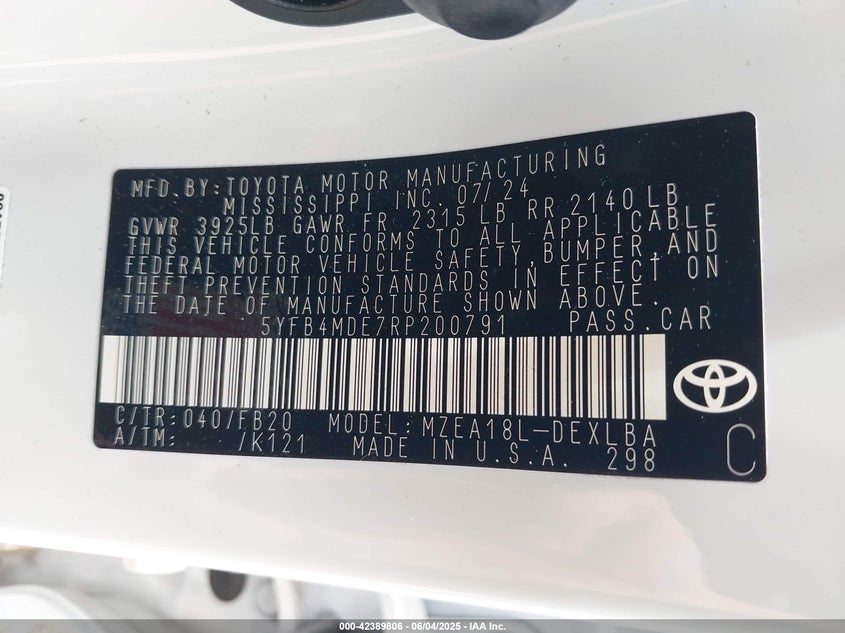 MFD.BY:TOYOTA MOTOR MANUFACTURING
MISSISSIPPI INC. 07/24
GVWR 3925LB GAWR FR 2315 LB RR 2140 LB
THIS VEHICLE CONFORMS TO ALL APPLICABLE
FEDERAL MOTOR VEHICLE SAFETY,BUMPER,AND
THEFT PREVENTION STANDARDS IN EFFECT ON
THE DATE OF MANUFACTURE SHOWN ABOVE.
5YFB4MDE7RP200791 PASS.CAR
C/TR:040/FB20 MODEL:MZEA18L-DEXLBA
A/TM: /K121 MADE IN U.S.A. 298
C
000-42389806 - 06/04/2025 - IAA Inc.